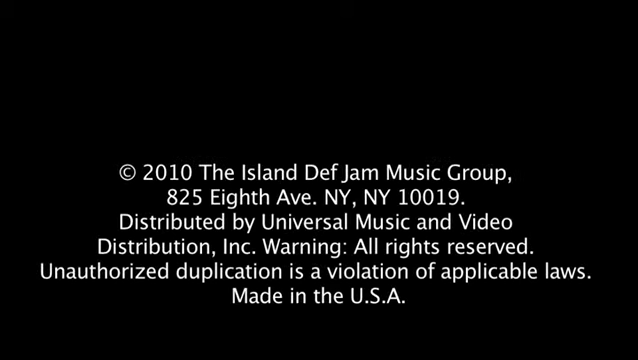 © 2010 The Island Def Jam Music Group,
825 Eighth Ave. NY, NY 10019.
Distributed by Universal Music and Video
Distribution, Inc. Warning: All rights reserved.
Unauthorized duplication is a violation of applicable laws.
Made in the U.S.A.